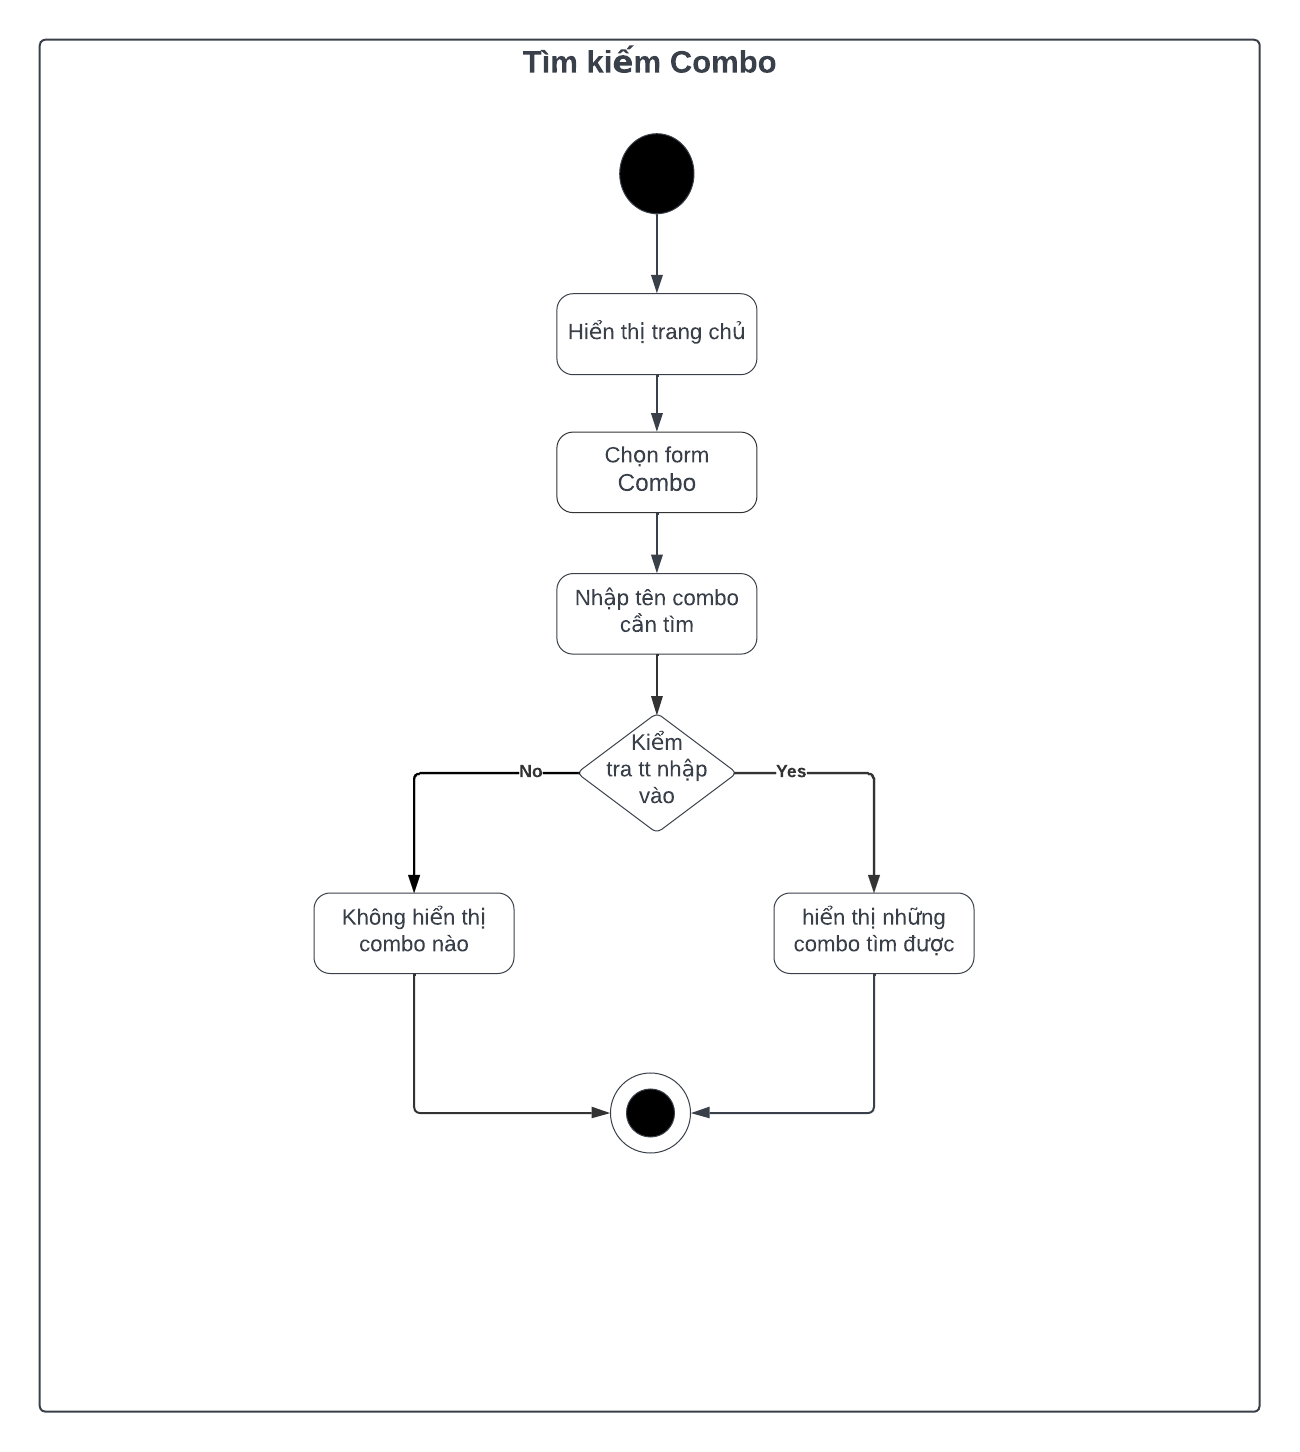 Tìm kiếm Combo
Hiển thị trang chủ
Chọn form
Combo
Nhập tên combo
cần tìm
Kiểm
tra tt nhập
vào
No
Yes
Không hiển thị
combo nào
hiển thị những
combo tìm được